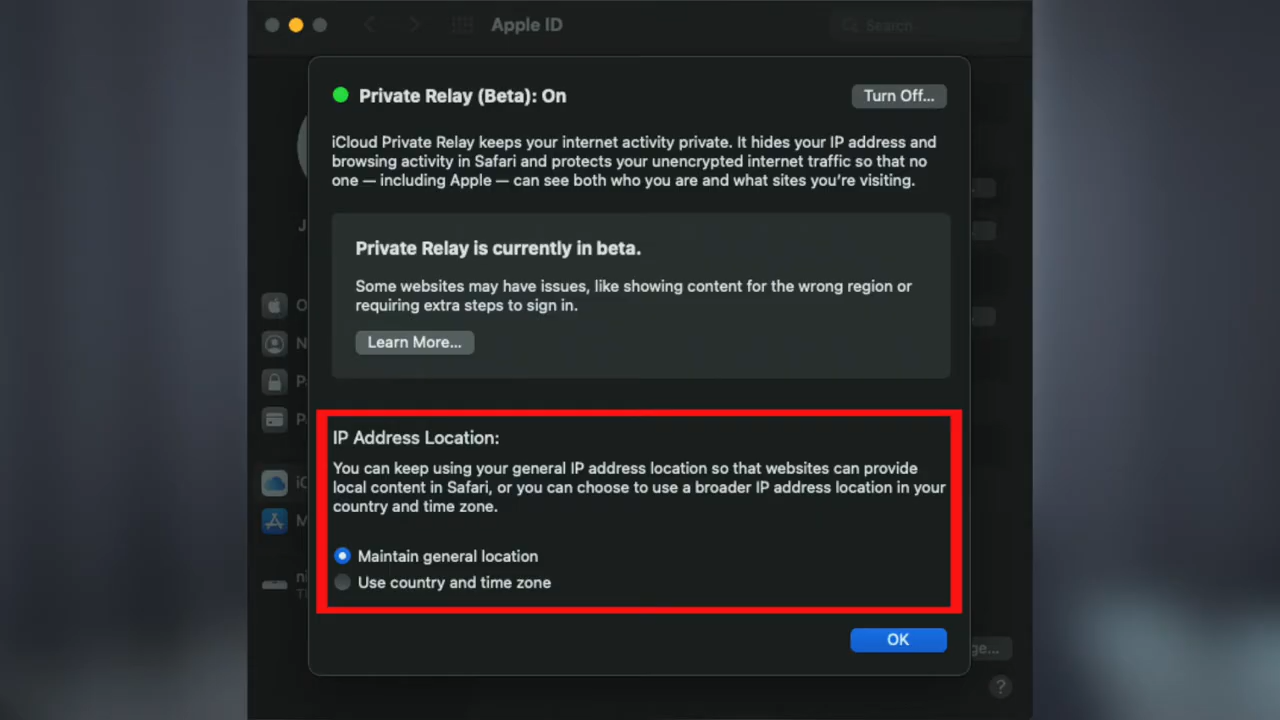 Apple ID
Search
Private Relay (Beta): On
Turn Off...
iCloud Private Relay keeps your internet activity private. It hides your IP address and
browsing activity in Safari and protects your unencrypted internet traffic so that no
one — including Apple — can see both who you are and what sites you're visiting.
Private Relay is currently in beta.
Some websites may have issues, like showing content for the wrong region or
requiring extra steps to sign in.
Learn More...
IP Address Location:
You can keep using your general IP address location so that websites can provide
local content in Safari, or you can choose to use a broader IP address location in your
country and time zone.
Maintain general location
Use country and time zone
OK
?